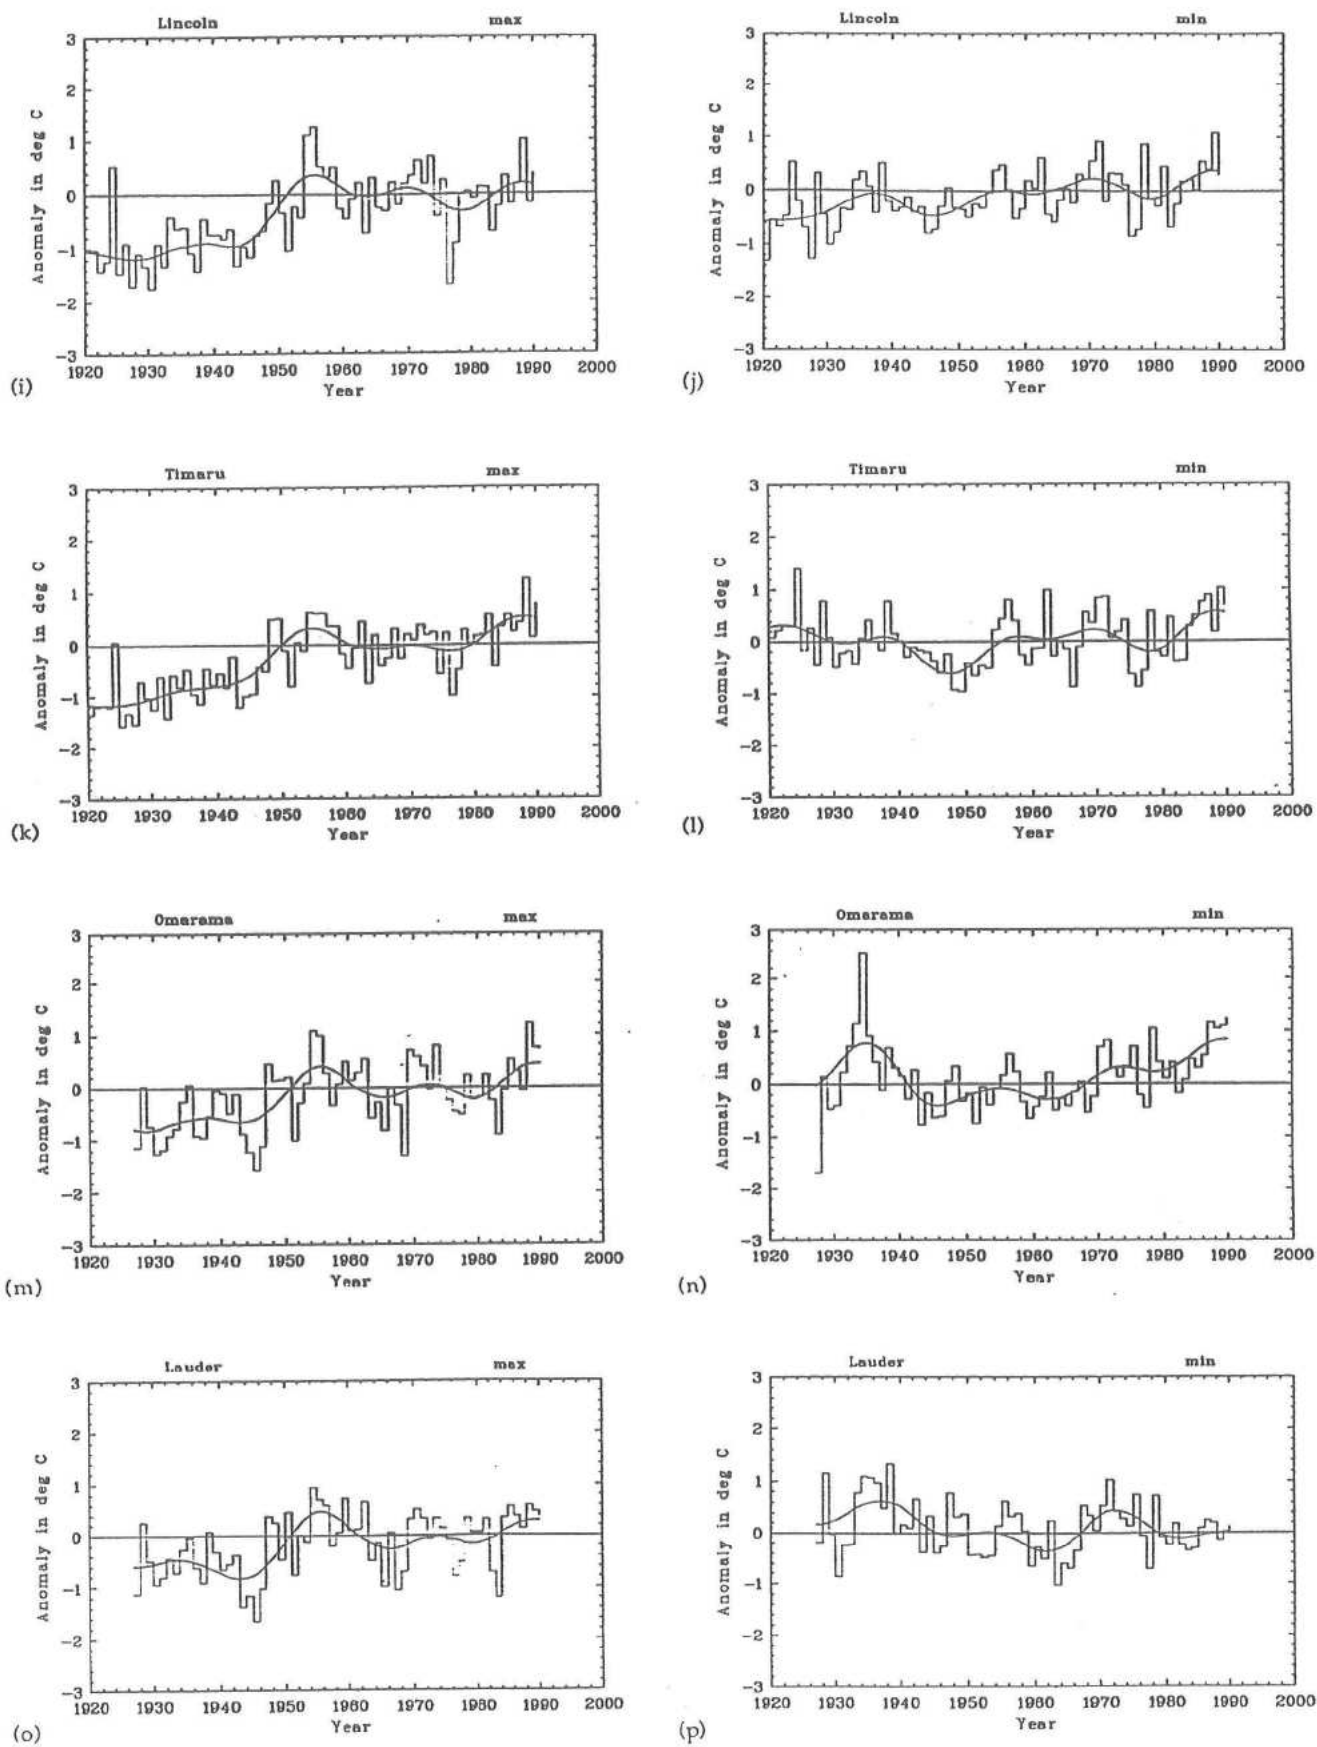 Lincoln max
3
2
1
0
-1
-2
-3
Anomaly in deg C
1920 1930 1940 1950 1960 1970 1980 1990 2000
Year
(i)
Lincoln min
3
2
1
0
-1
-2
-3
Anomaly in deg C
1920 1930 1940 1950 1960 1970 1980 1990 2000
Year
(j)
Timaru max
3
2
1
0
-1
-2
-3
Anomaly in deg C
1920 1930 1940 1950 1960 1970 1980 1990 2000
Year
(k)
Timaru min
3
2
1
0
-1
-2
-3
Anomaly in deg C
1920 1930 1940 1950 1960 1970 1980 1990 2000
Year
(l)
Omarama max
3
2
1
0
-1
-2
-3
Anomaly in deg C
1920 1930 1940 1950 1960 1970 1980 1990 2000
Year
(m)
Omarama min
3
2
1
0
-1
-2
-3
Anomaly in deg C
1920 1930 1940 1950 1960 1970 1980 1990 2000
Year
(n)
Lauder max
3
2
1
0
-1
-2
-3
Anomaly in deg C
1920 1930 1940 1950 1960 1970 1980 1990 2000
Year
(o)
Lauder min
3
2
1
0
-1
-2
-3
Anomaly in deg C
1920 1930 1940 1950 1960 1970 1980 1990 2000
Year
(p)